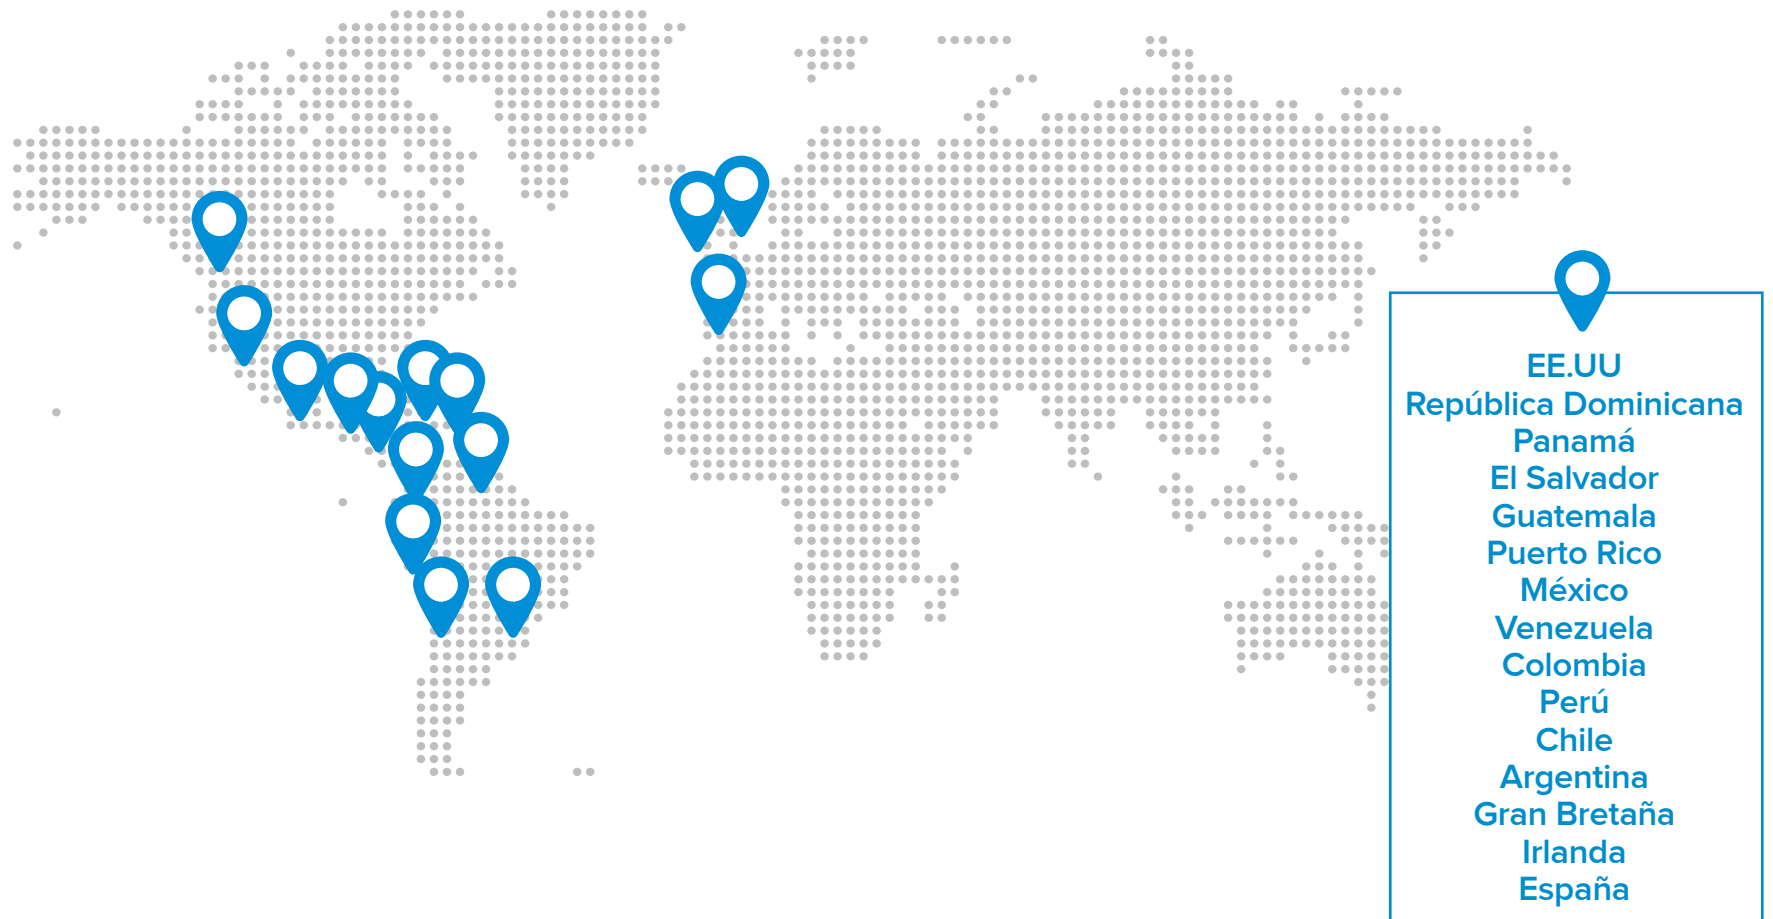 EE.UU
República Dominicana
Panamá
El Salvador
Guatemala
Puerto Rico
México
Venezuela
Colombia
Perú
Chile
Argentina
Gran Bretaña
Irlanda
España